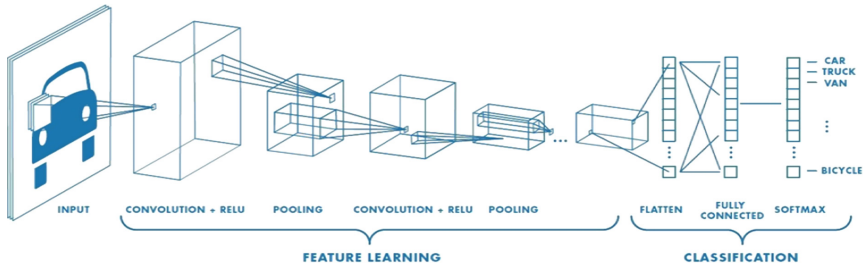 CAR
TRUCK
VAN
BICYCLE
INPUT
CONVOLUTION + RELU
POOLING
CONVOLUTION + RELU
POOLING
FLATTEN
FULLY
CONNECTED
SOFTMAX
FEATURE LEARNING
CLASSIFICATION